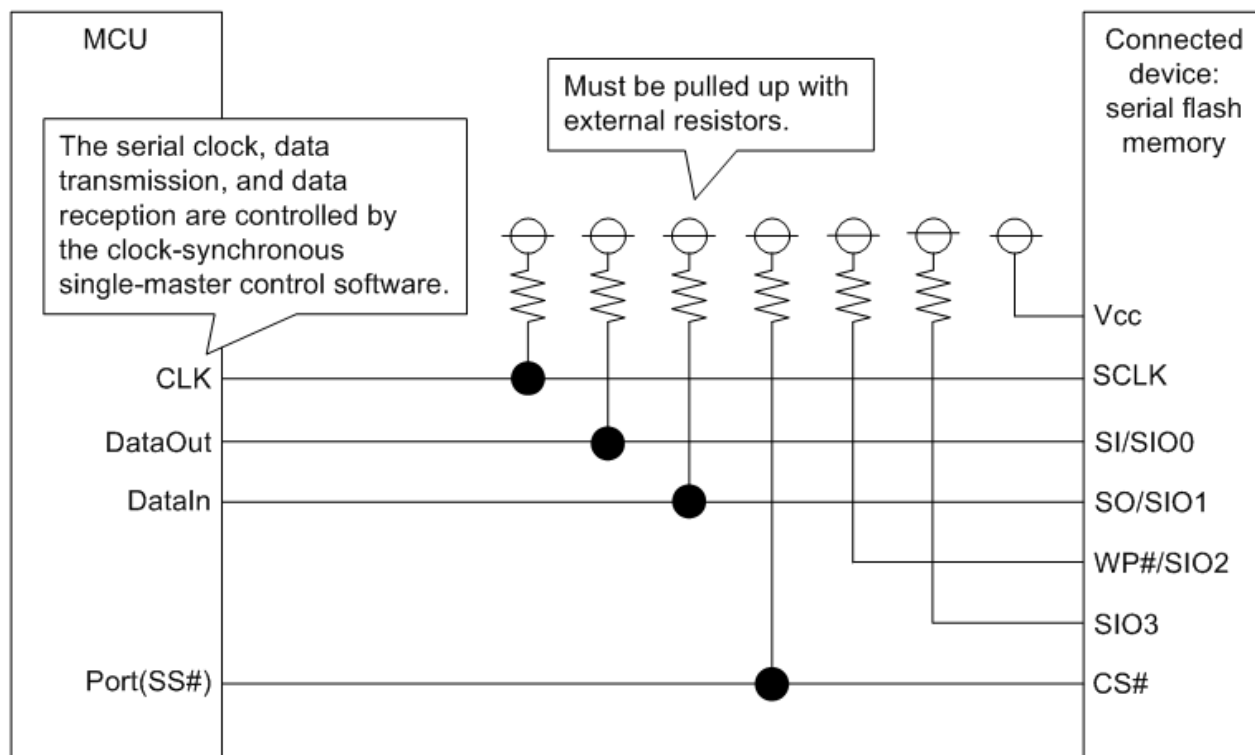 MCU
Connected
device:
serial flash
memory
Must be pulled up with
external resistors.
The serial clock, data
transmission, and data
reception are controlled by
the clock-synchronous
single-master control software.
Vcc
CLK
SCLK
DataOut
SI/SIO0
DataIn
SO/SIO1
WP#/SIO2
SIO3
Port(SS#)
CS#